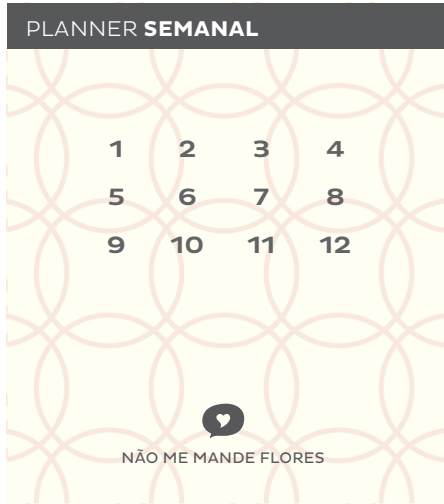 PLANNER SEMANAL
1 2 3 4
5 6 7 8
9 10 11 12
NÃO ME MANDE FLORES